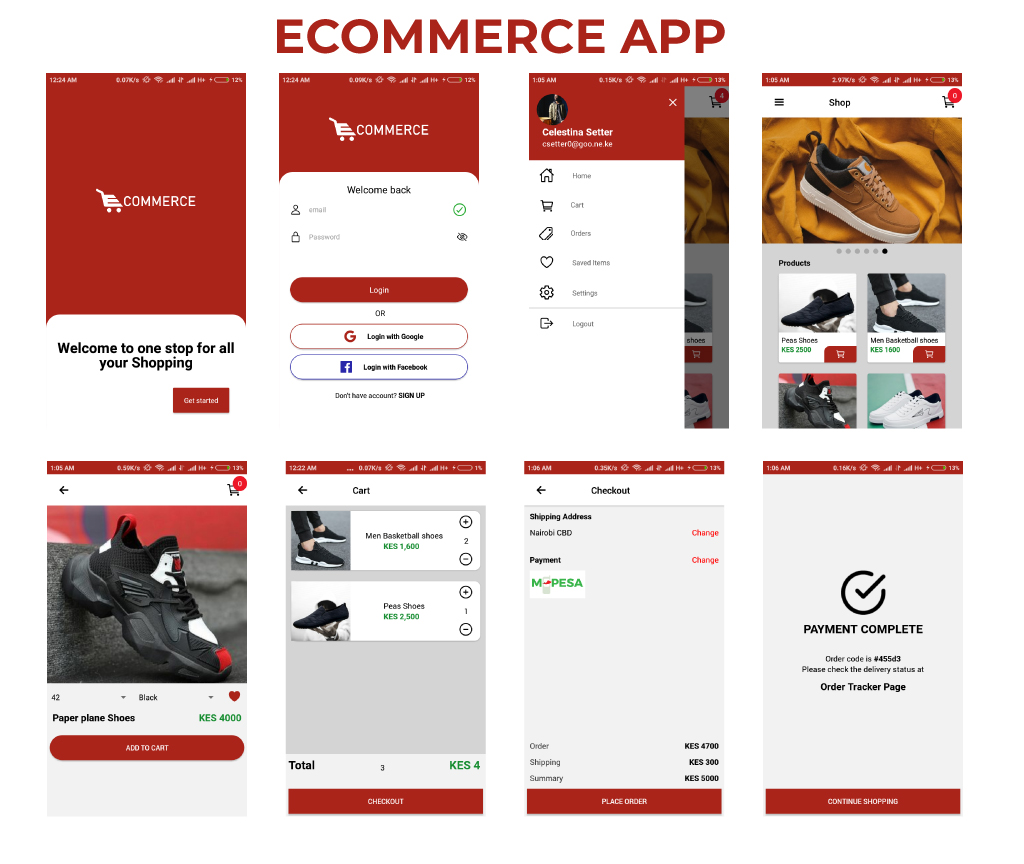 ECOMMERCE APP
12:24 AM 0.07K/s H+ 12%
COMMERCE
Welcome to one stop for all
your Shopping
Get started
12:24 AM 0.09K/s H+ 12%
COMMERCE
Welcome back
email
Password
Login
OR
G Login with Google
f Login with Facebook
Don't have account? SIGN UP
1:05 AM 0.15K/s H+ 13%
4
Celestina Setter
csetter0@goo.ne.ke
Home
Cart
Orders
Saved Items
Settings
Logout
shoes
1:05 AM 2.97K/s H+ 13%
Shop
0
Products
Peas Shoes
KES 2500
Men Basketball shoes
KES 1600
1:05 AM 0.59K/s H+ 13%
0
42 Black
Paper plane Shoes KES 4000
ADD TO CART
12:22 AM ... 0.07K/s H+ 1%
Cart
Men Basketball shoes
KES 1,600
2
Peas Shoes
KES 2,500
1
Total 3 KES 4
CHECKOUT
1:06 AM 0.35K/s H+ 13%
Checkout
Shipping Address
Nairobi CBD Change
Payment Change
M-PESA
Order KES 4700
Shipping KES 300
Summary KES 5000
PLACE ORDER
1:06 AM 0.16K/s H+ 13%
PAYMENT COMPLETE
Order code is #455d3
Please check the delivery status at
Order Tracker Page
CONTINUE SHOPPING